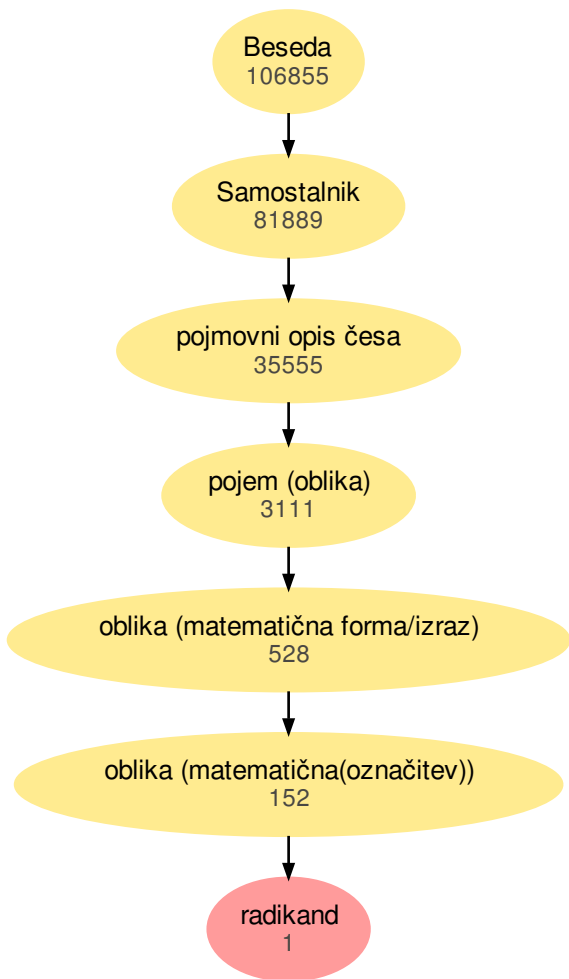 Beseda
106855
Samostalnik
81889
pojmovni opis česa
35555
pojem (oblika)
3111
oblika (matematična forma/izraz)
528
oblika (matematična(označitev))
152
radikand
1